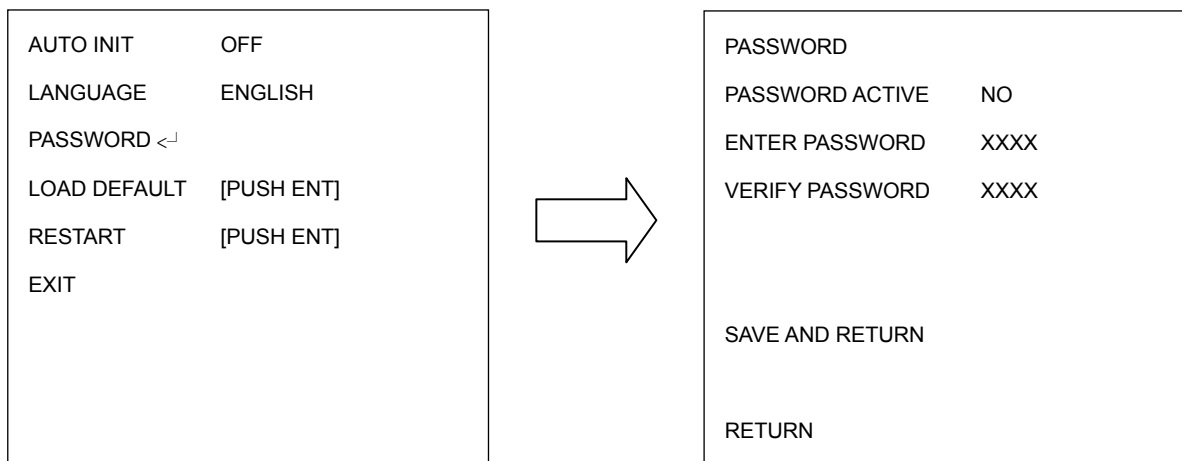 AUTO INIT OFF
LANGUAGE ENGLISH
PASSWORD
LOAD DEFAULT [PUSH ENT]
RESTART [PUSH ENT]
EXIT
PASSWORD
PASSWORD ACTIVE NO
ENTER PASSWORD XXXX
VERIFY PASSWORD XXXX
SAVE AND RETURN
RETURN